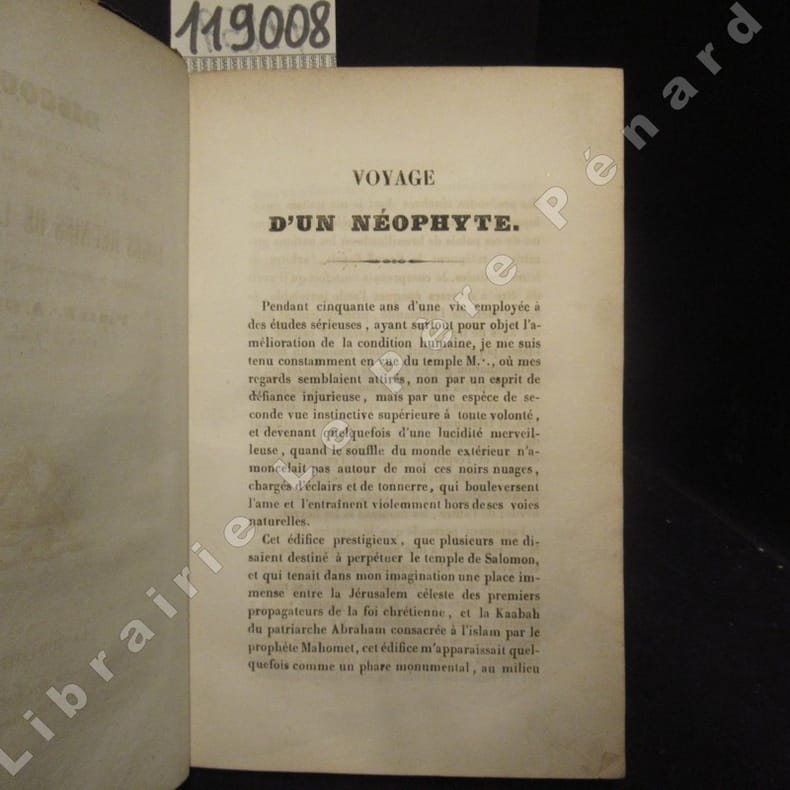 119008
DISCOU
VOYAGE
D'UN NÉOPHYTE.
Pendant cinquante ans d'une vie employée à
des études sérieuses, ayant surtout pour objet l'a-
mélioration de la condition humaine, je me suis
tenu constamment en vue du temple M.·., où mes
regards semblaient attirés, non par un esprit de
défiance injurieuse, mais par une espèce de se-
conde vue instinctive supérieure á toute volonté,
et devenant quelquefois d'une lucidité merveil-
leuse, quand le souffle du monde extérieur n'a-
moncelait pas autour de moi ces noirs nuages,
chargés d'éclairs et de tonnerre, qui bouleversent
l'ame et l'entraînent violemment hors de ses voies
naturelles.
Cet édifice prestigieux, que plusieurs me di-
saient destiné à perpétuer le temple de Salomon,
et qui tenait dans mon imagination une place im-
mense entre la Jérusalem céleste des premiers
propagateurs de la foi chrétienne, et la Kaabah
du patriarche Abraham consacrée à l'islam par le
prophète Mahomet, cet édifice m'apparaissait quel-
quefois comme un phare monumental, au milieu
Librairie Le Père Pénard